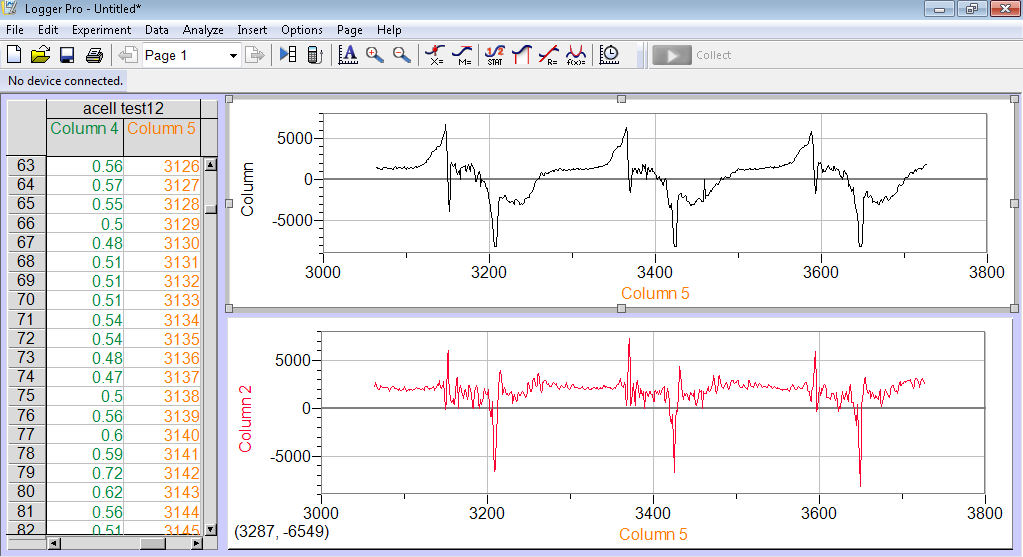 Logger Pro - Untitled*
File Edit Experiment Data Analyze Insert Options Page Help
Page 1 X= M= STAT R= f(x)= Collect
No device connected.
acell test12
Column 4 Column 5
63 0.56 3126
64 0.57 3127
65 0.55 3128
66 0.5 3129
67 0.48 3130
68 0.51 3131
69 0.51 3132
70 0.51 3133
71 0.54 3134
72 0.54 3135
73 0.48 3136
74 0.47 3137
75 0.5 3138
76 0.56 3139
77 0.6 3140
78 0.59 3141
79 0.72 3142
80 0.62 3143
81 0.56 3144
82 0.51 3145
Column
5000
0
-5000
3000 3200 3400 3600 3800
Column 5
Column 2
5000
0
-5000
3000 3200 3400 3600 3800
(3287, -6549) Column 5